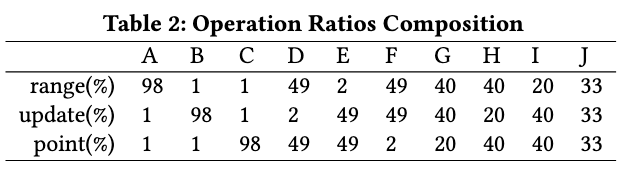 Table 2: Operation Ratios Composition
A B C D E F G H I J
range(%) 98 1 1 49 2 49 40 40 20 33
update(%) 1 98 1 2 49 49 40 20 40 33
point(%) 1 1 98 49 49 2 20 40 40 33